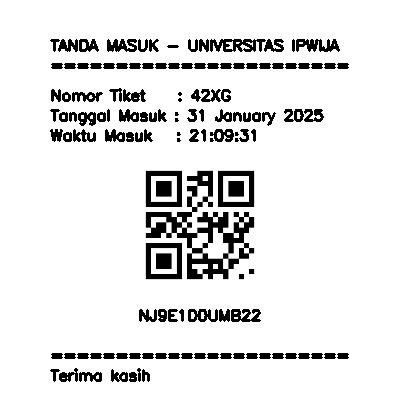 TANDA MASUK - UNIVERSITAS IPWIJA
==========================
Nomor Tiket : 42XG
Tanggal Masuk : 31 January 2025
Waktu Masuk : 21:09:31
NJ9E1D0UMB22
==========================
Terima kasih